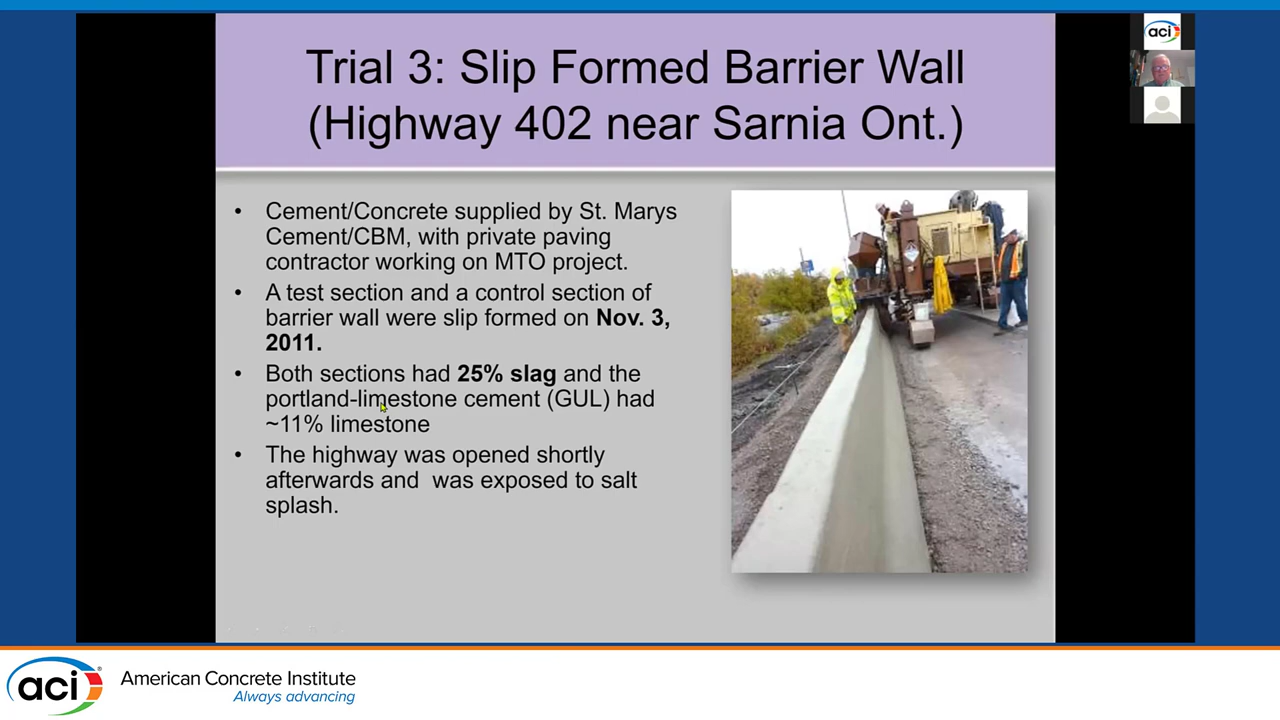 Trial 3: Slip Formed Barrier Wall
(Highway 402 near Sarnia Ont.)
aci
• Cement/Concrete supplied by St. Marys
Cement/CBM, with private paving
contractor working on MTO project.
• A test section and a control section of
barrier wall were slip formed on Nov. 3,
2011.
• Both sections had 25% slag and the
portland-limestone cement (GUL) had
~11% limestone
• The highway was opened shortly
afterwards and was exposed to salt
splash.
aci®
American Concrete Institute
Always advancing